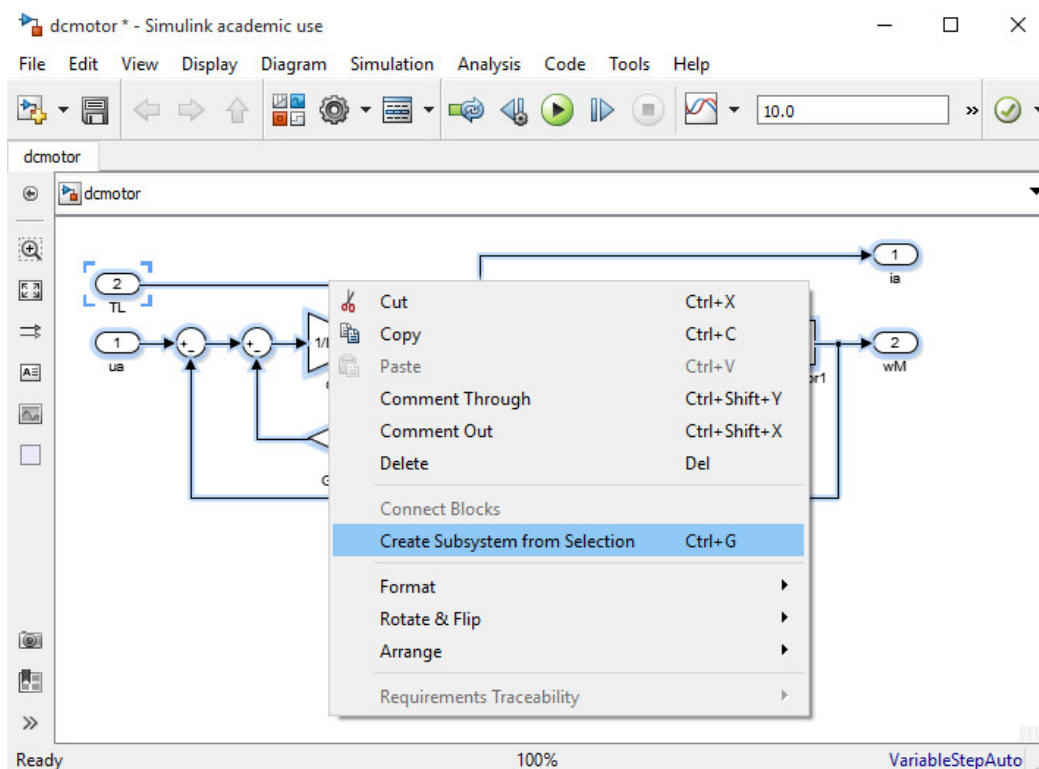 dcmotor * - Simulink academic use
File Edit View Display Diagram Simulation Analysis Code Tools Help
10.0 »
dcmotor
dcmotor
1
ia
2
TL
Cut Ctrl+X
1
ua
+
-
+
-
1/
Copy Ctrl+C
2
wM
Paste Ctrl+V
Comment Through Ctrl+Shift+Y
Comment Out Ctrl+Shift+X
Delete Del
Connect Blocks
Create Subsystem from Selection Ctrl+G
Format
Rotate & Flip
Arrange
Requirements Traceability
Ready 100% VariableStepAuto